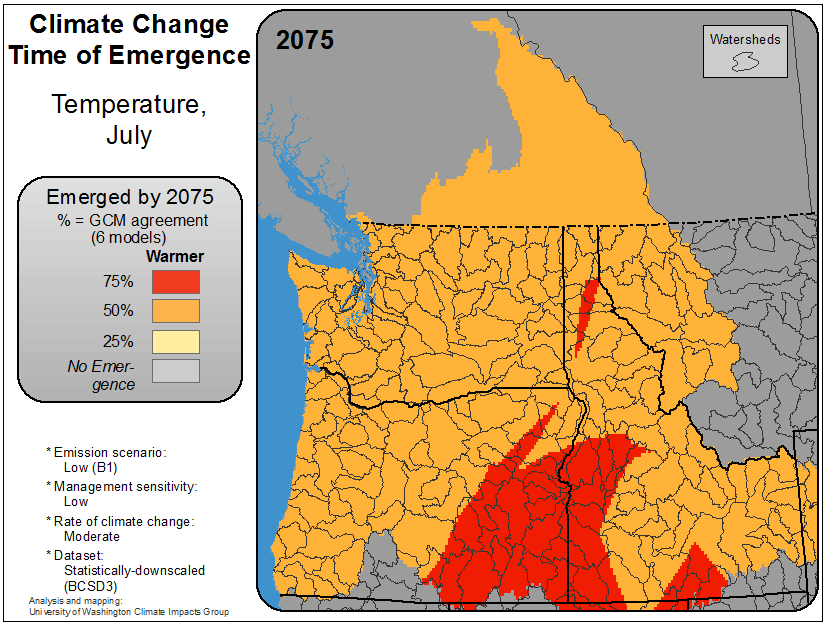 Climate Change
Time of Emergence
Temperature,
July
Emerged by 2075
% = GCM agreement
(6 models)
Warmer
75%
50%
25%
No Emer-
gence
* Emission scenario:
Low (B1)
* Management sensitivity:
Low
* Rate of climate change:
Moderate
* Dataset:
Statistically-downscaled
(BCSD3)
Analysis and mapping:
University of Washington Climate Impacts Group
2075
Watersheds